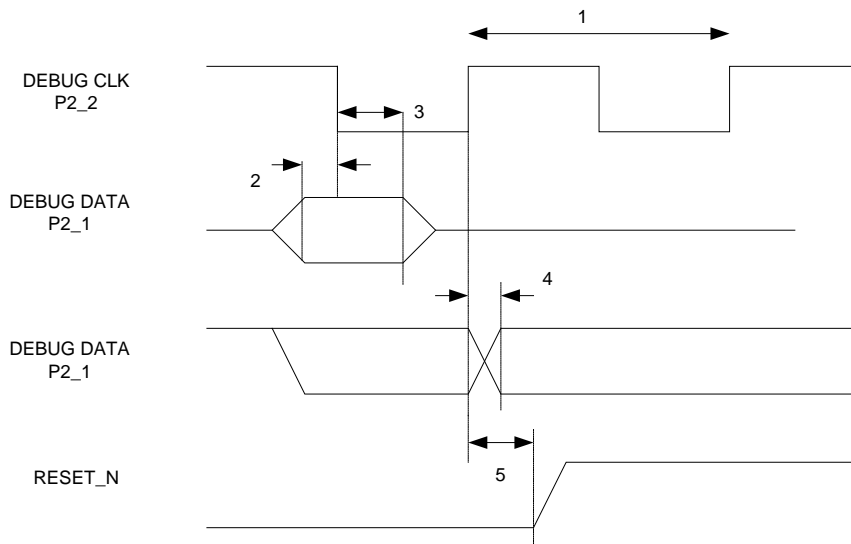 1
DEBUG CLK
P2_2
3
2
DEBUG DATA
P2_1
4
DEBUG DATA
P2_1
5
RESET_N